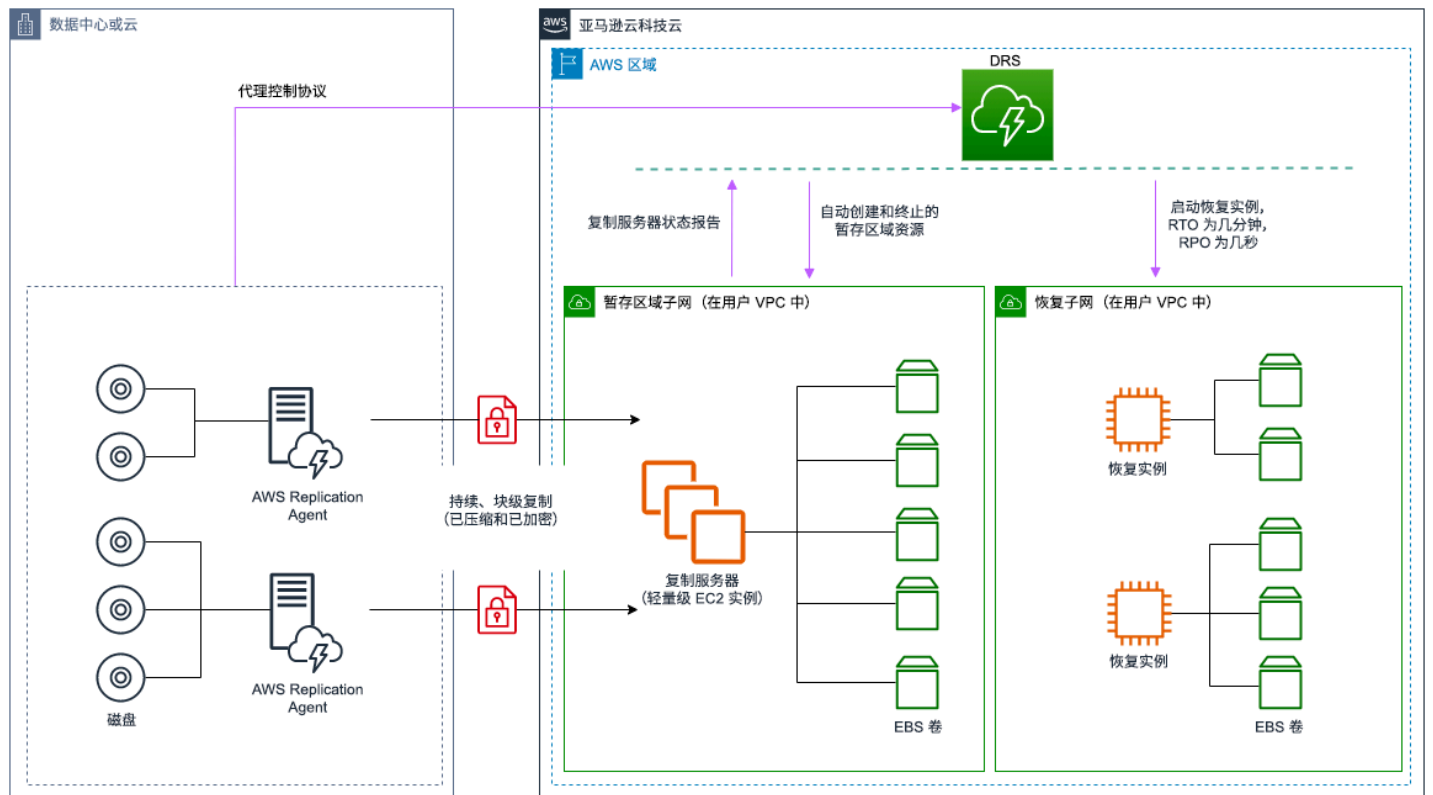 数据中心或云
aws
亚马逊云科技云
AWS 区域
DRS
代理控制协议
复制服务器状态报告
自动创建和终止的
暂存区域资源
启动恢复实例,
RTO 为几分钟,
RPO 为几秒
暂存区域子网（在用户 VPC 中）
恢复子网（在用户 VPC 中）
AWS Replication
Agent
持续、块级复制
（已压缩和已加密）
复制服务器
（轻量级 EC2 实例）
恢复实例
AWS Replication
Agent
磁盘
EBS 卷
恢复实例
EBS 卷